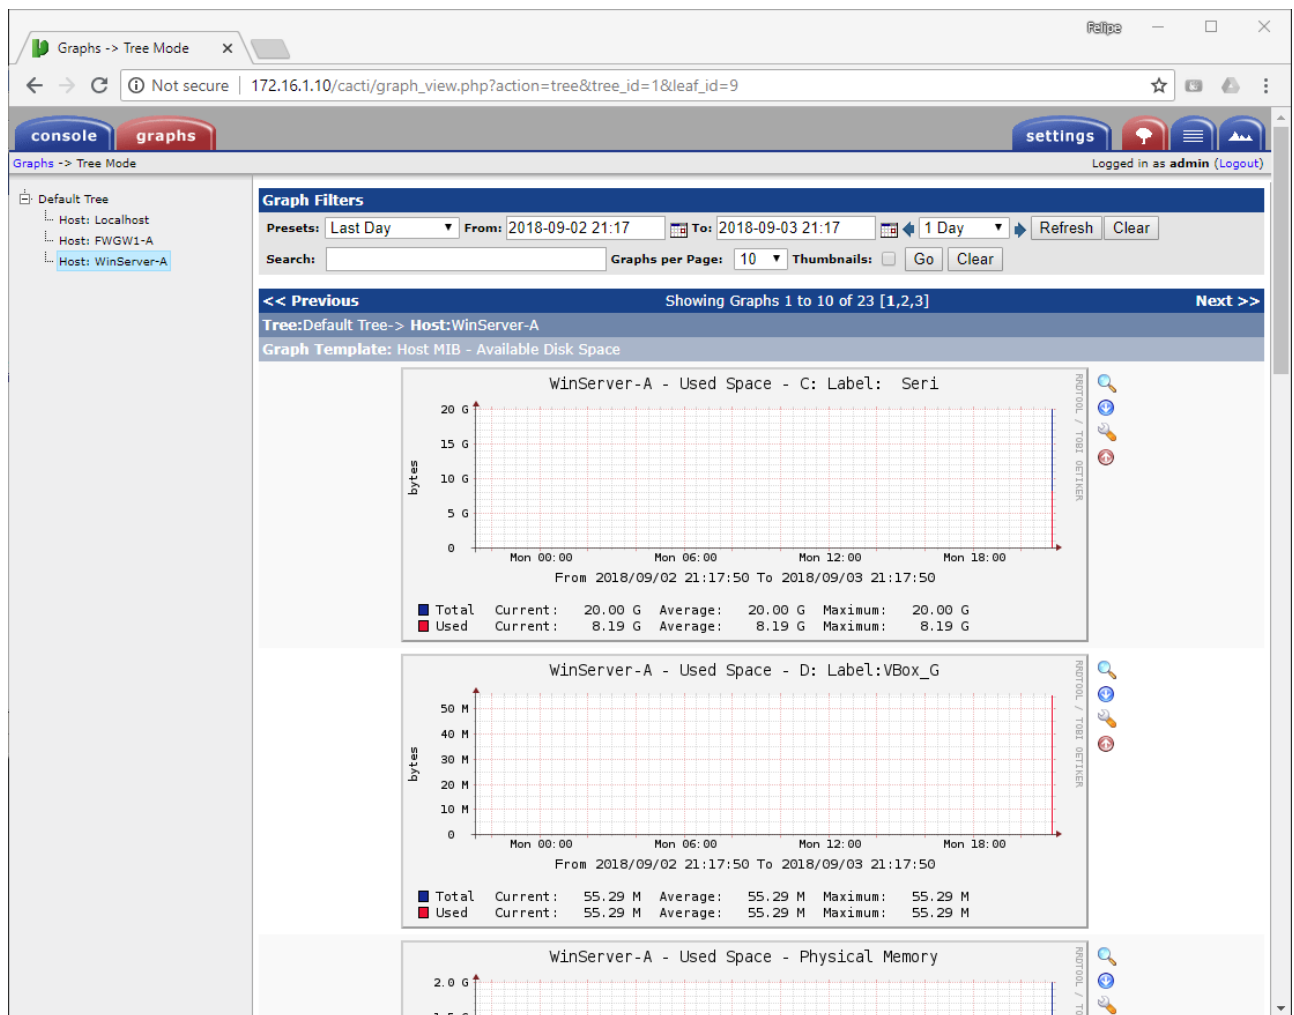 Felipe
Graphs -> Tree Mode
Not secure | 172.16.1.10/cacti/graph_view.php?action=tree&tree_id=1&leaf_id=9
console graphs settings
Graphs -> Tree Mode Logged in as admin (Logout)
Default Tree
Host: Localhost
Host: FWGW1-A
Host: WinServer-A
Graph Filters
Presets: Last Day From: 2018-09-02 21:17 To: 2018-09-03 21:17 1 Day Refresh Clear
Search: Graphs per Page: 10 Thumbnails: Go Clear
<< Previous Showing Graphs 1 to 10 of 23 [1,2,3] Next >>
Tree:Default Tree-> Host:WinServer-A
Graph Template: Host MIB - Available Disk Space
WinServer-A - Used Space - C: Label: Seri
RRDTOOL / TOBI OETIKER
bytes
20 G
15 G
10 G
5 G
0
Mon 00:00 Mon 06:00 Mon 12:00 Mon 18:00
From 2018/09/02 21:17:50 To 2018/09/03 21:17:50
Total Current: 20.00 G Average: 20.00 G Maximum: 20.00 G
Used Current: 8.19 G Average: 8.19 G Maximum: 8.19 G
WinServer-A - Used Space - D: Label:VBox_G
RRDTOOL / TOBI OETIKER
bytes
50 M
40 M
30 M
20 M
10 M
0
Mon 00:00 Mon 06:00 Mon 12:00 Mon 18:00
From 2018/09/02 21:17:50 To 2018/09/03 21:17:50
Total Current: 55.29 M Average: 55.29 M Maximum: 55.29 M
Used Current: 55.29 M Average: 55.29 M Maximum: 55.29 M
WinServer-A - Used Space - Physical Memory
RRDTOOL /
2.0 G